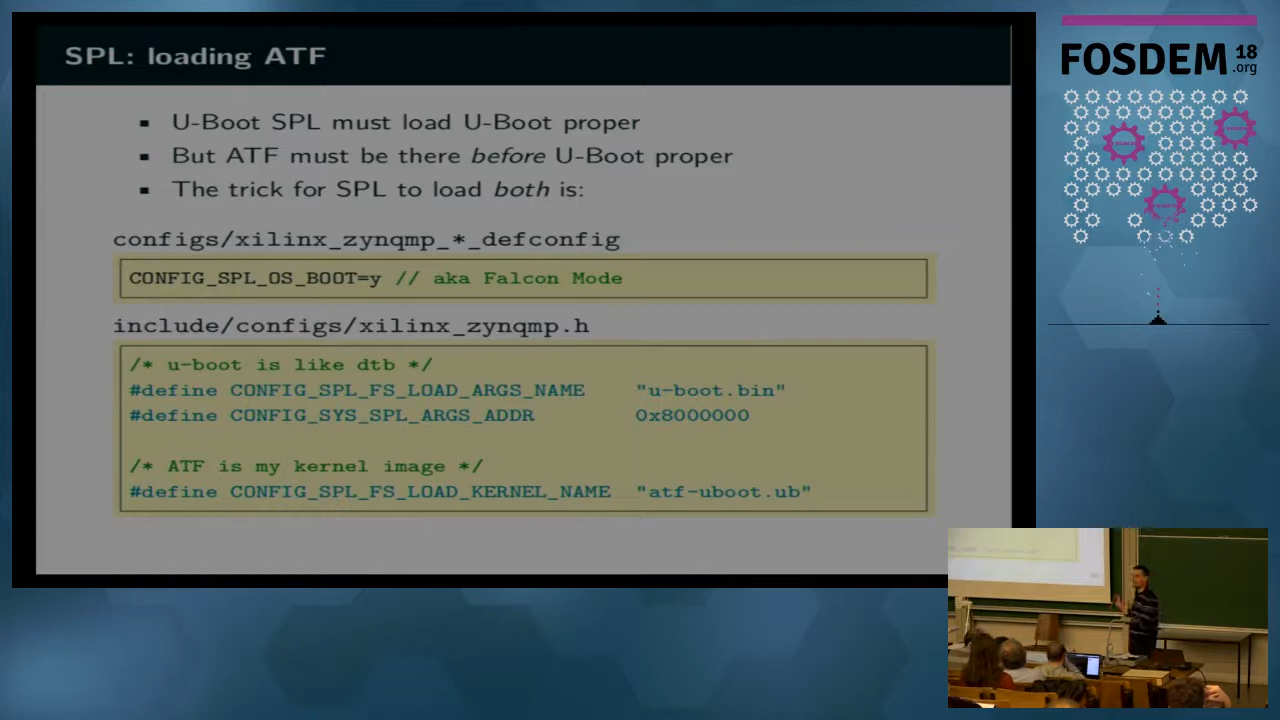 SPL: loading ATF
▪ U-Boot SPL must load U-Boot proper
▪ But ATF must be there before U-Boot proper
▪ The trick for SPL to load both is:
configs/xilinx_zynqmp_*_defconfig
CONFIG_SPL_OS_BOOT=y // aka Falcon Mode
include/configs/xilinx_zynqmp.h
/* u-boot is like dtb */
#define CONFIG_SPL_FS_LOAD_ARGS_NAME "u-boot.bin"
#define CONFIG_SYS_SPL_ARGS_ADDR 0x8000000
/* ATF is my kernel image */
#define CONFIG_SPL_FS_LOAD_KERNEL_NAME "atf-uboot.ub"
FOSDEM 18
.org